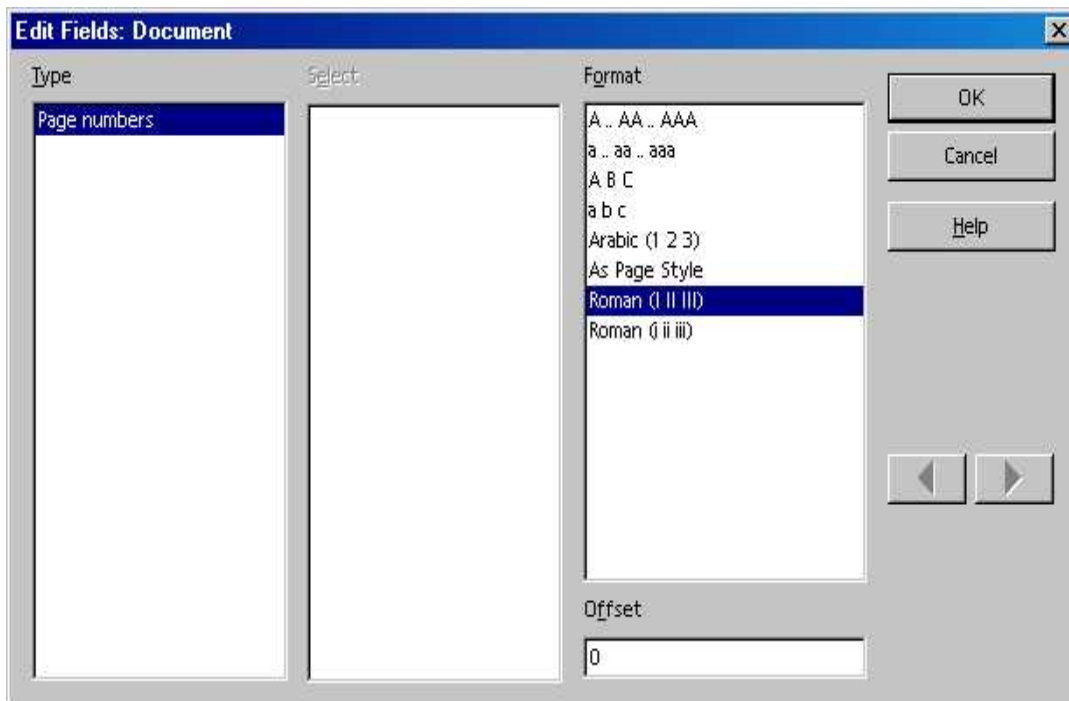 Edit Fields: Document
Type
Page numbers
Select
Format
A .. AA .. AAA
a .. aa .. aaa
A B C
a b c
Arabic (1 2 3)
As Page Style
Roman (I II III)
Roman (i ii iii)
Offset
0
OK
Cancel
Help